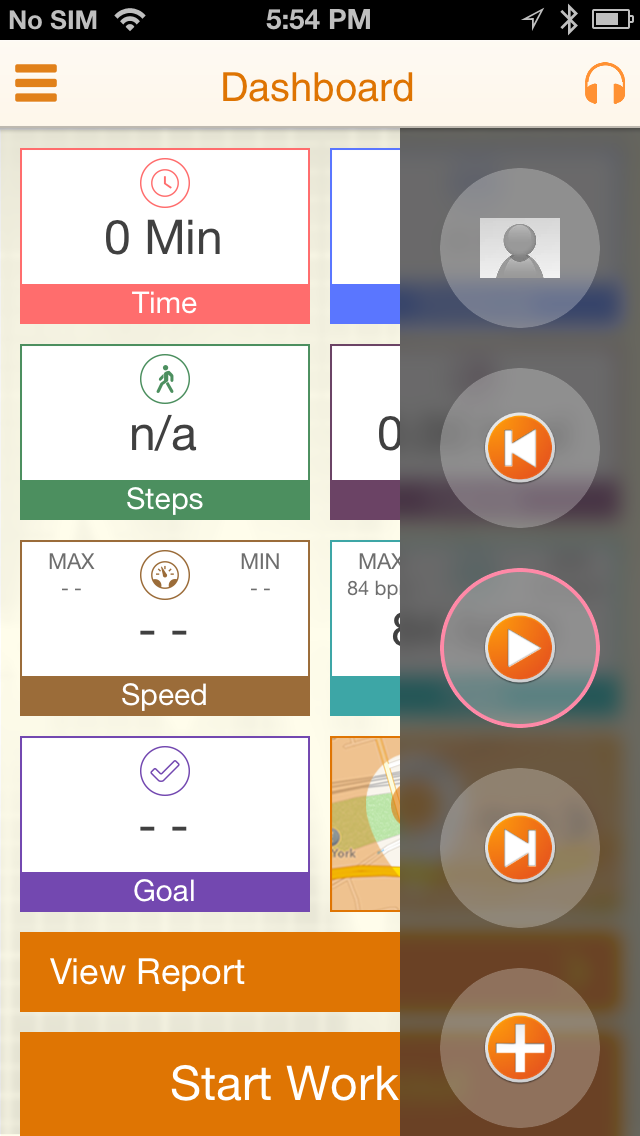 No SIM 5:54 PM
Dashboard
0 Min
Time
n/a
0
Steps
MAX MIN
- - - -
- -
Speed
MAX
84 bp
8
- -
York
Goal
View Report
Start Work